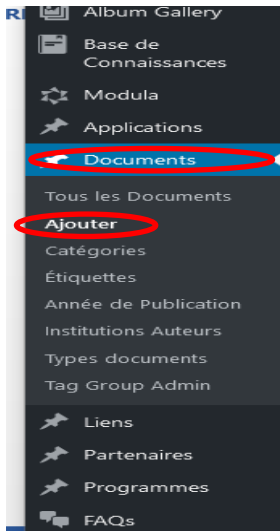 RI
Album Gallery
Base de
Connaissances
Modula
Applications
Documents
Tous les Documents
Ajouter
Catégories
Étiquettes
Année de Publication
Institutions Auteurs
Types documents
Tag Group Admin
Liens
Partenaires
Programmes
FAQs